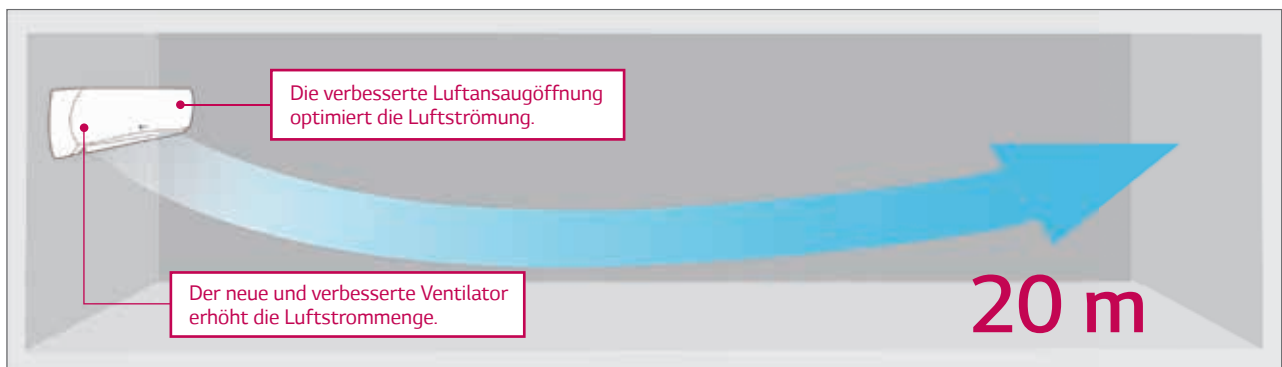 Die verbesserte Luftansaugöffnung
optimiert die Luftströmung.
Der neue und verbesserte Ventilator
erhöht die Luftstrommenge.
20 m